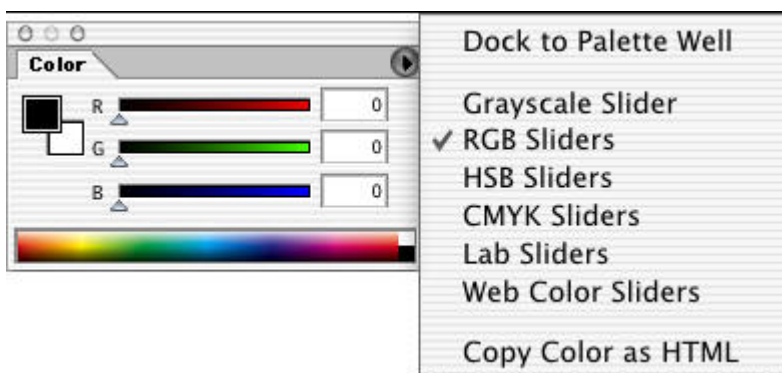 Color
R 0
G 0
B 0
Dock to Palette Well
Grayscale Slider
✓ RGB Sliders
HSB Sliders
CMYK Sliders
Lab Sliders
Web Color Sliders
Copy Color as HTML